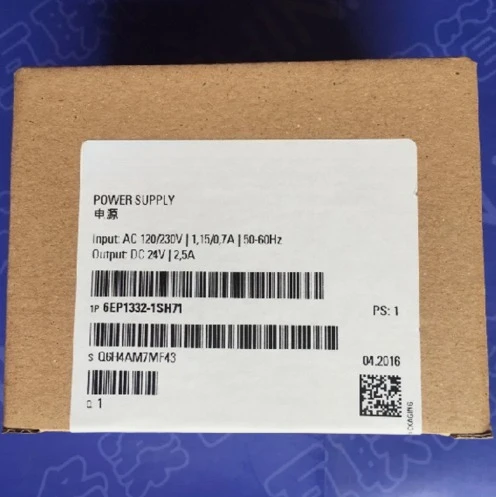 POWER SUPPLY
电源
Input: AC 120/230V | 1,15/0,7A | 50-60Hz
Output: DC 24V | 2,5A
1P 6EP1332-1SH71
PS: 1
S Q6H4AM7MF43
04.2016
Q 1